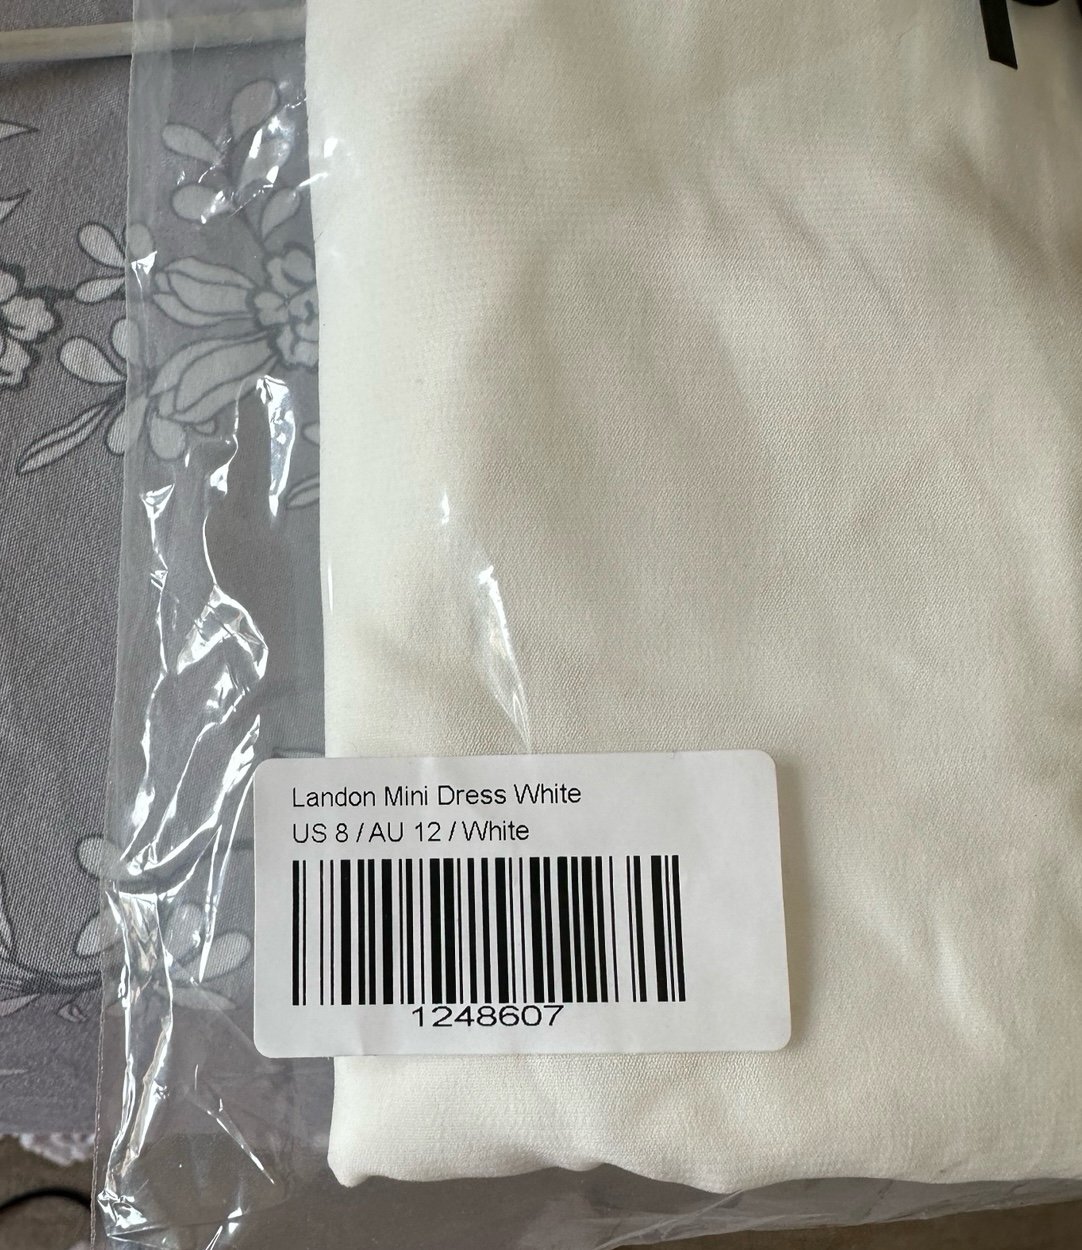 Landon Mini Dress White
US 8 / AU 12 / White
1248607